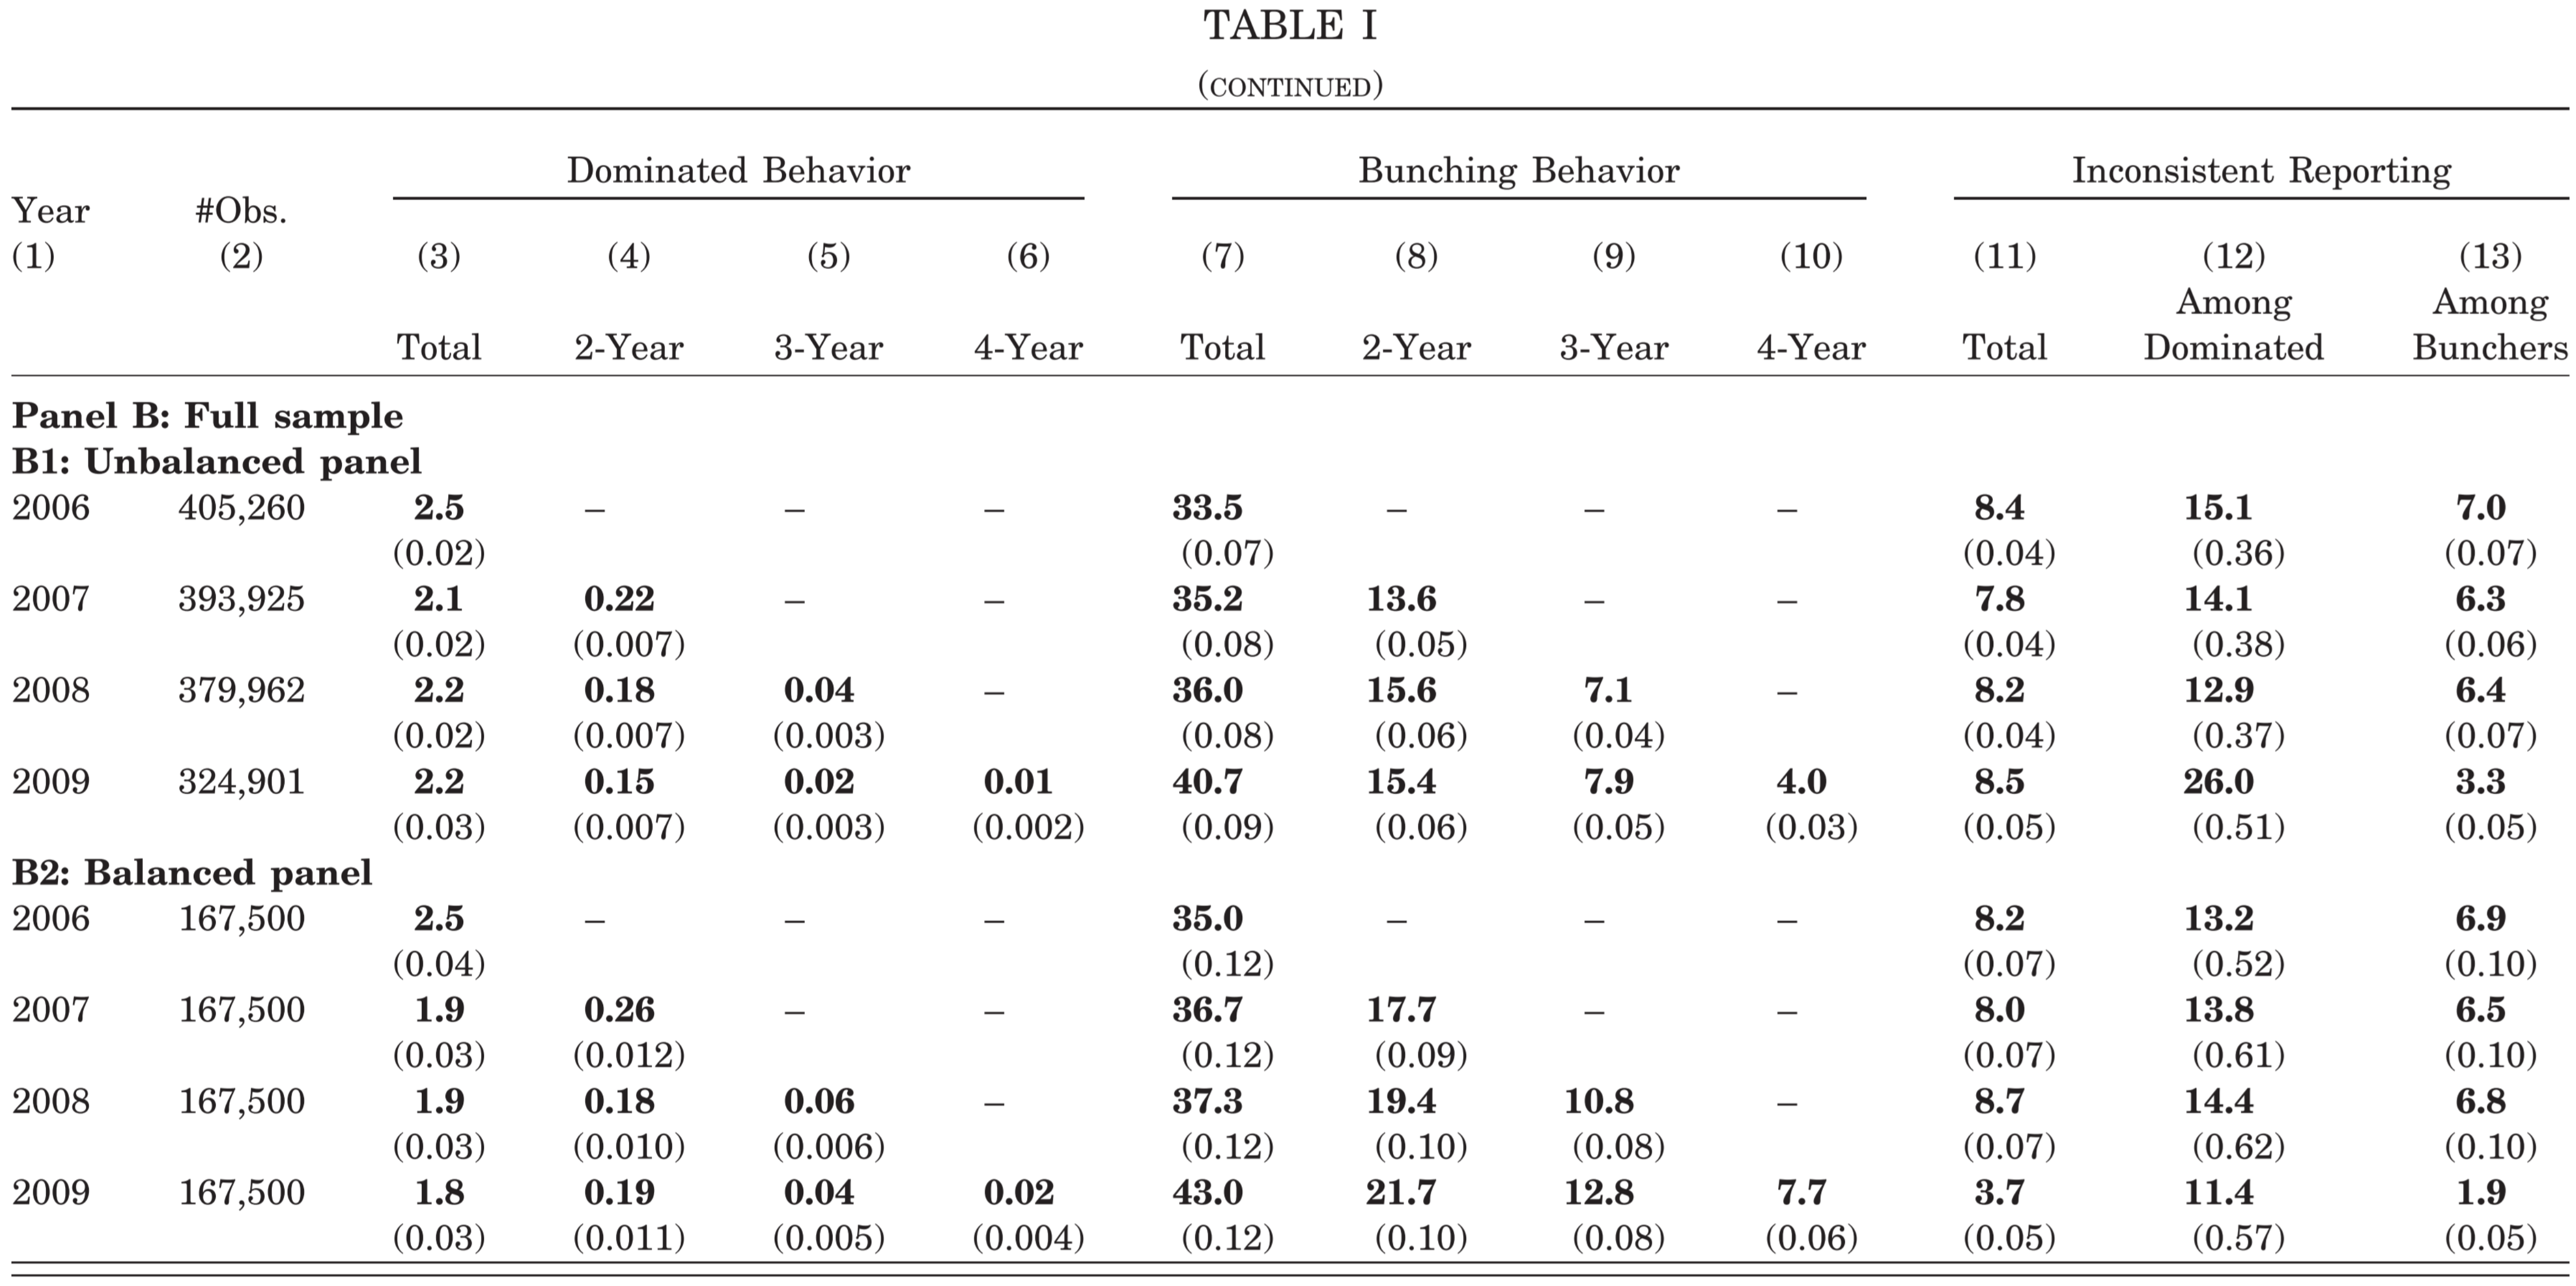 TABLE I
(CONTINUED)
Dominated Behavior Bunching Behavior Inconsistent Reporting
Year #Obs.
(1) (2) (3) (4) (5) (6) (7) (8) (9) (10) (11) (12) (13)
Among Among
Total 2-Year 3-Year 4-Year Total 2-Year 3-Year 4-Year Total Dominated Bunchers
Panel B: Full sample
B1: Unbalanced panel
2006 405,260 2.5 – – – 33.5 – – – 8.4 15.1 7.0
(0.02) (0.07) (0.04) (0.36) (0.07)
2007 393,925 2.1 0.22 – – 35.2 13.6 – – 7.8 14.1 6.3
(0.02) (0.007) (0.08) (0.05) (0.04) (0.38) (0.06)
2008 379,962 2.2 0.18 0.04 – 36.0 15.6 7.1 – 8.2 12.9 6.4
(0.02) (0.007) (0.003) (0.08) (0.06) (0.04) (0.04) (0.37) (0.07)
2009 324,901 2.2 0.15 0.02 0.01 40.7 15.4 7.9 4.0 8.5 26.0 3.3
(0.03) (0.007) (0.003) (0.002) (0.09) (0.06) (0.05) (0.03) (0.05) (0.51) (0.05)
B2: Balanced panel
2006 167,500 2.5 – – – 35.0 – – – 8.2 13.2 6.9
(0.04) (0.12) (0.07) (0.52) (0.10)
2007 167,500 1.9 0.26 – – 36.7 17.7 – – 8.0 13.8 6.5
(0.03) (0.012) (0.12) (0.09) (0.07) (0.61) (0.10)
2008 167,500 1.9 0.18 0.06 – 37.3 19.4 10.8 – 8.7 14.4 6.8
(0.03) (0.010) (0.006) (0.12) (0.10) (0.08) (0.07) (0.62) (0.10)
2009 167,500 1.8 0.19 0.04 0.02 43.0 21.7 12.8 7.7 3.7 11.4 1.9
(0.03) (0.011) (0.005) (0.004) (0.12) (0.10) (0.08) (0.06) (0.05) (0.57) (0.05)